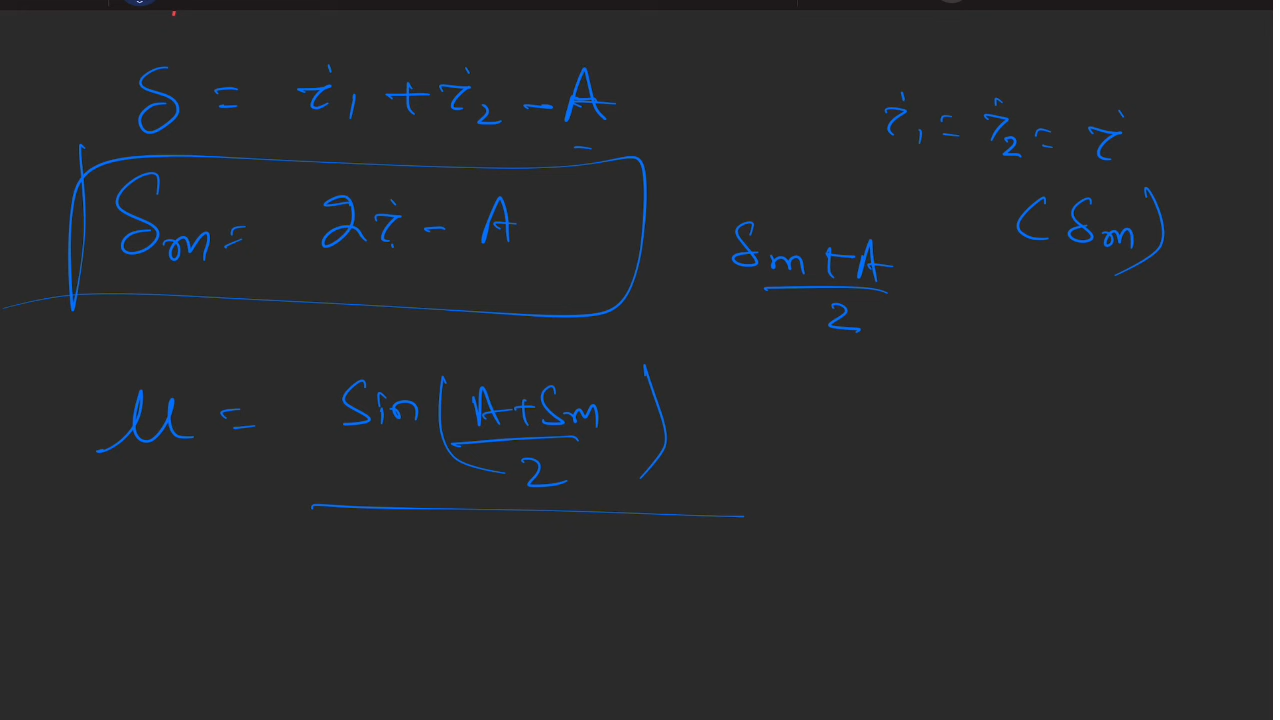 δ = i₁ + i₂ - A
i₁ = i₂ = i
(δm)
δm = 2i - A
δm + A
2
μ = Sin(A+δm
2)